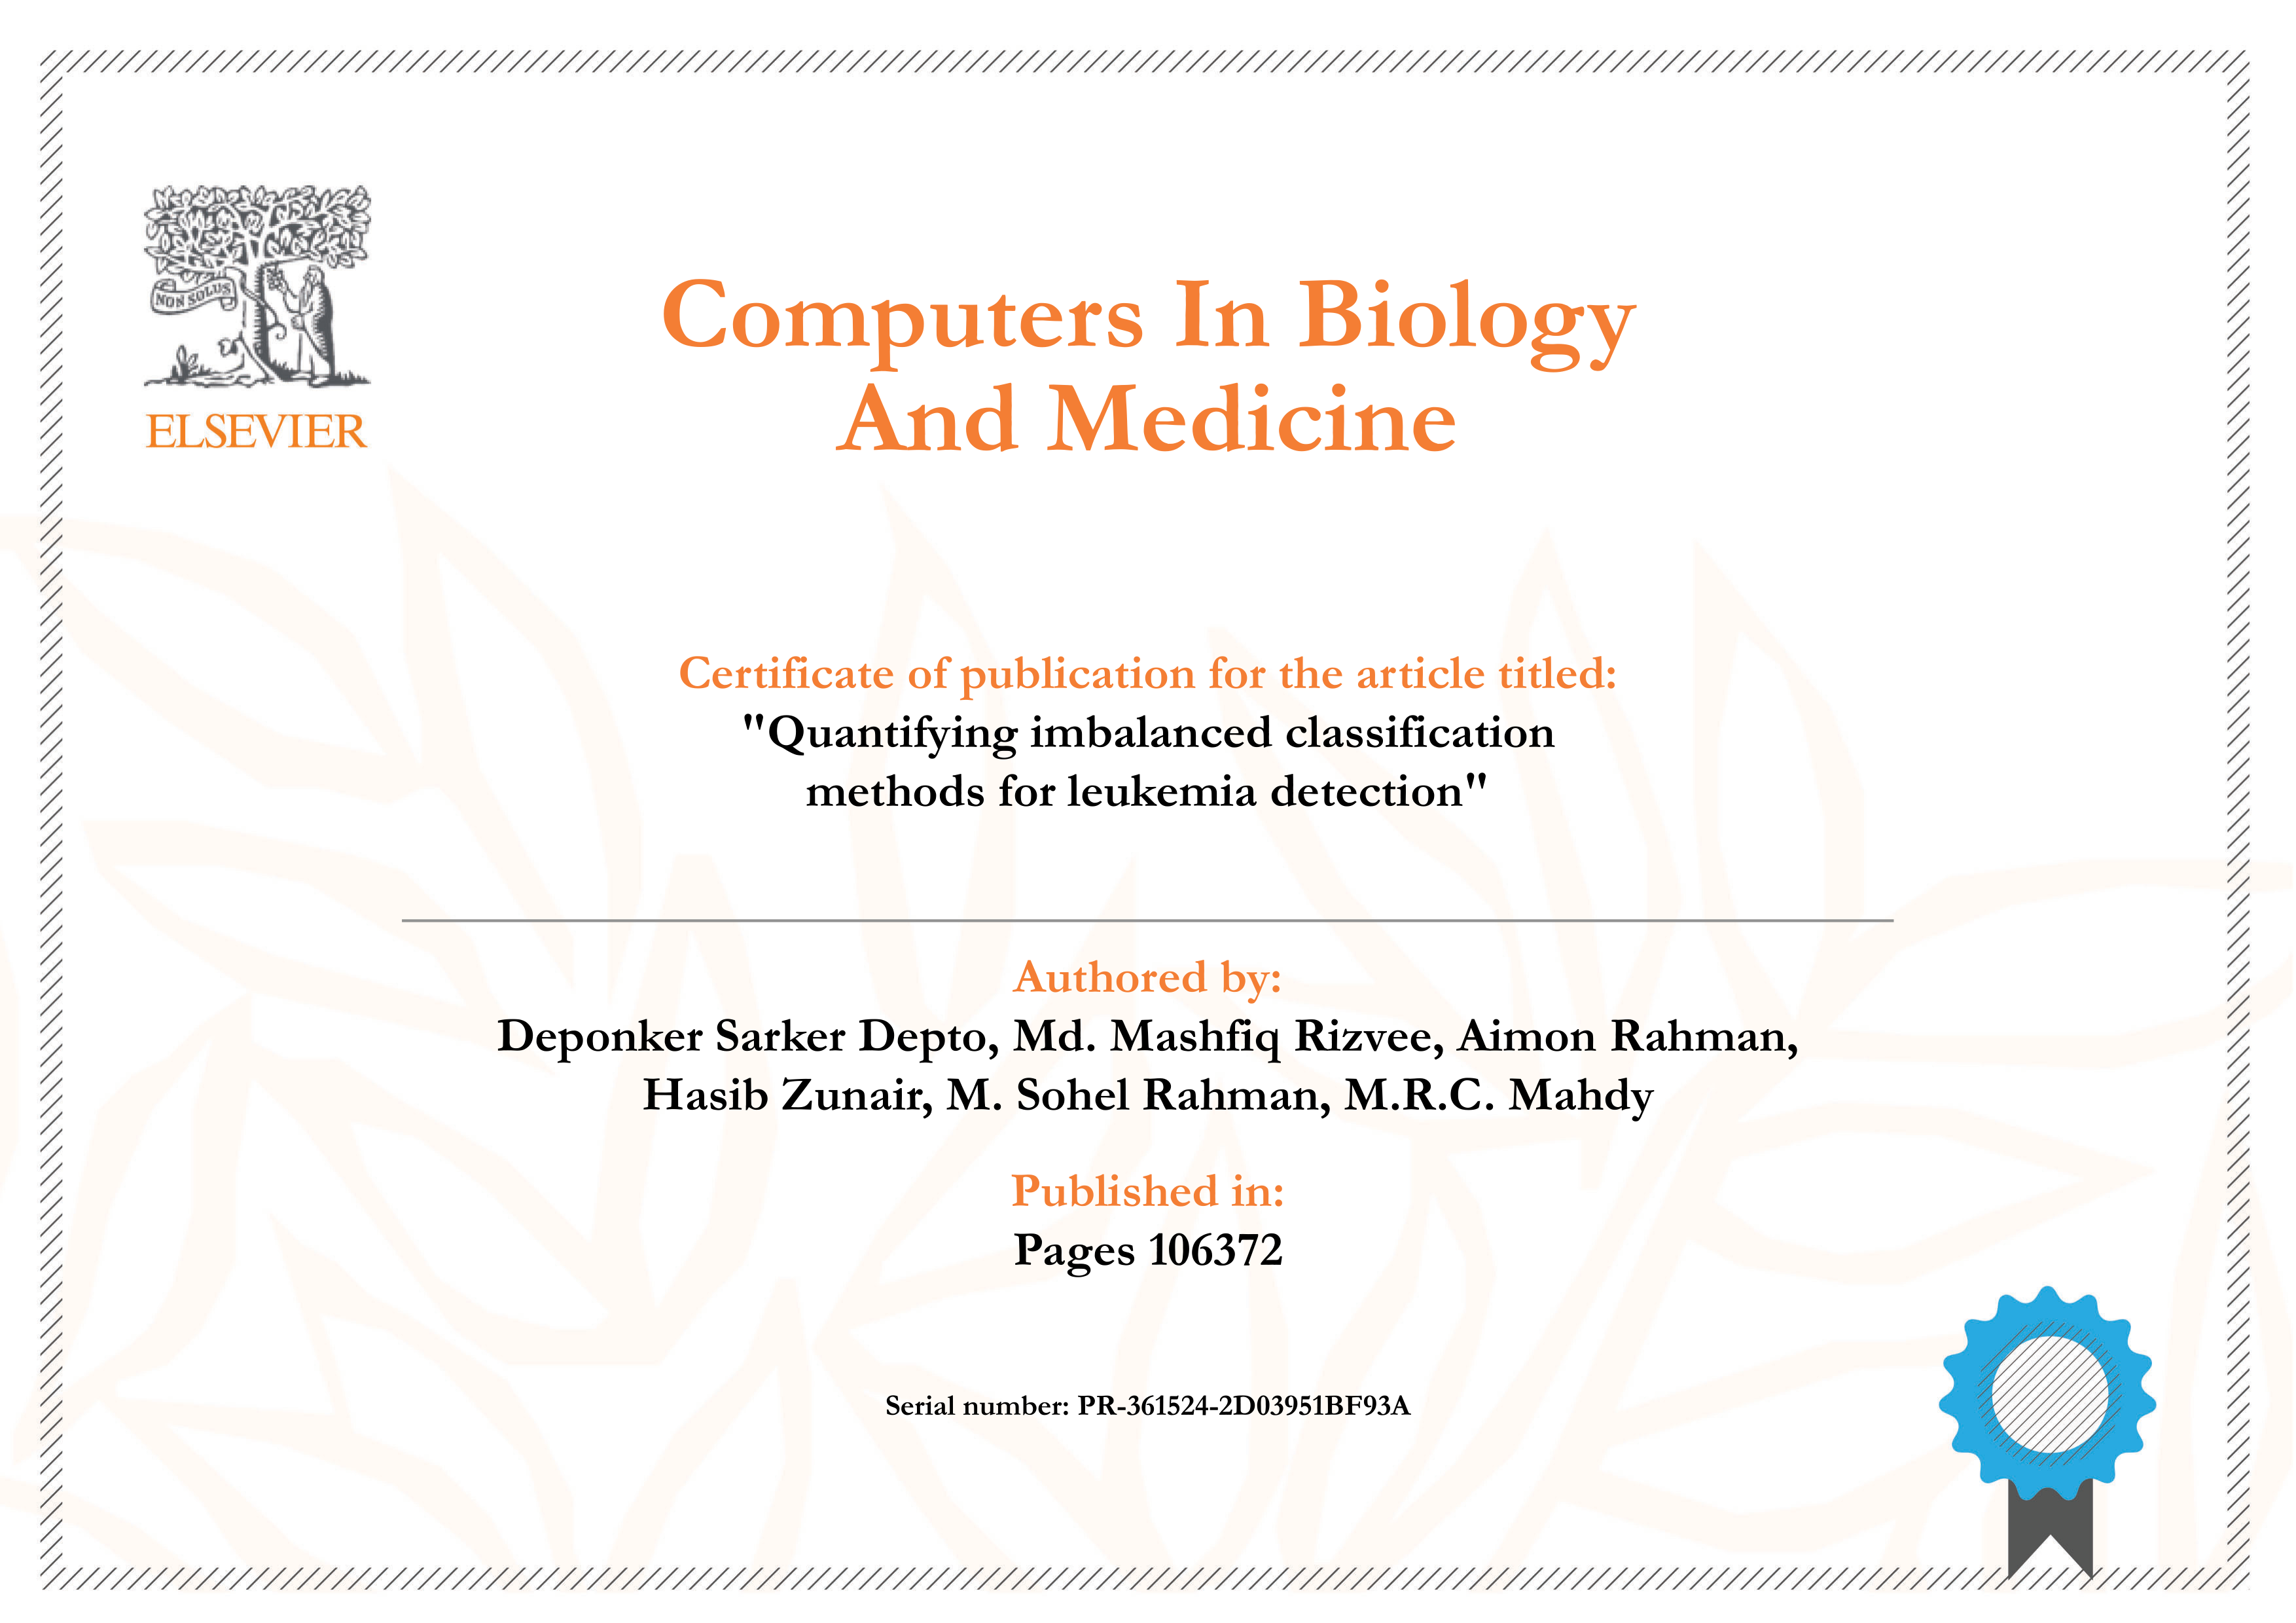 NON SOLUS
ELSEVIER
Computers In Biology
And Medicine
Certificate of publication for the article titled:
"Quantifying imbalanced classification
methods for leukemia detection"
Authored by:
Deponker Sarker Depto, Md. Mashfiq Rizvee, Aimon Rahman,
Hasib Zunair, M. Sohel Rahman, M.R.C. Mahdy
Published in:
Pages 106372
Serial number: PR-361524-2D03951BF93A